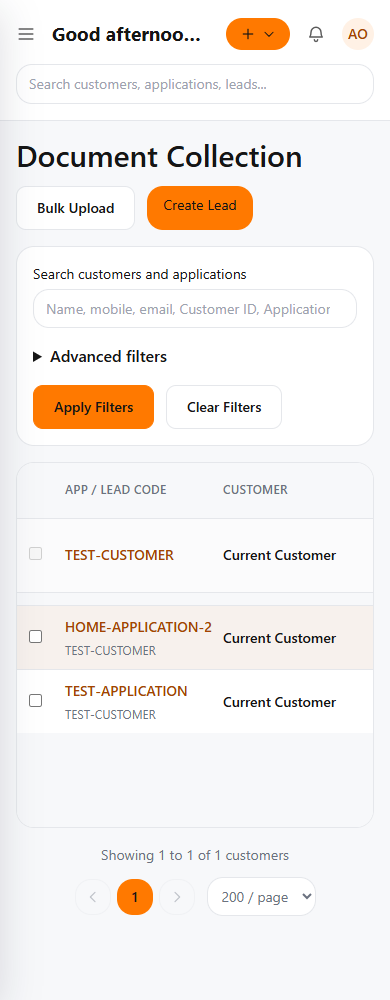 Good afternoo...
AO
Search customers, applications, leads...
Document Collection
Bulk Upload
Create Lead
Search customers and applications
Name, mobile, email, Customer ID, Application
Advanced filters
Apply Filters
Clear Filters
APP / LEAD CODE
CUSTOMER
TEST-CUSTOMER
Current Customer
HOME-APPLICATION-2
TEST-CUSTOMER
Current Customer
TEST-APPLICATION
TEST-CUSTOMER
Current Customer
Showing 1 to 1 of 1 customers
1
200 / page